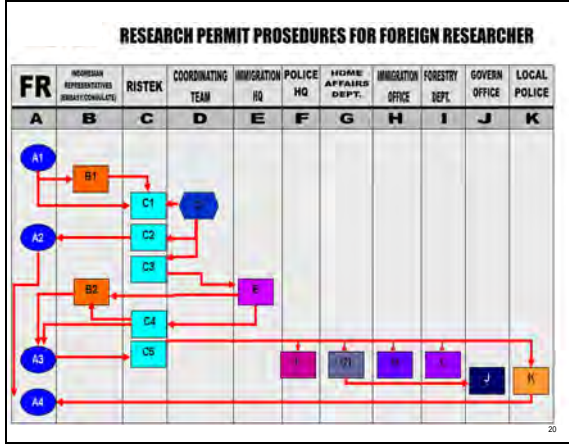 RESEARCH PERMIT PROSEDURES FOR FOREIGN RESEARCHER
FR
INDONESIAN
REPRESENTATIVES
(EMBASY/CONSULATE)
RISTEK
COORDINATING
TEAM
IMMIGRATION
HQ
POLICE
HQ
HOME
AFFAIRS
DEPT.
IMMIGRATION
OFFICE
FORESTRY
DEPT.
GOVERN
OFFICE
LOCAL
POLICE
A B C D E F G H I J K
A1
B1
C1
A2
C2
C3
B2
E
C4
A3
C5
J
K
A4
20